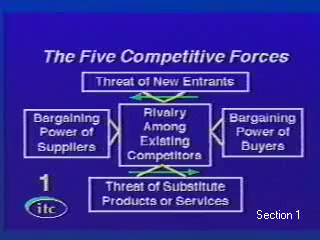 The Five Competitive Forces
Threat of New Entrants
Bargaining
Power of
Suppliers
Rivalry
Among
Existing
Competitors
Bargaining
Power of
Buyers
Threat of Substitute
Products or Services
1
itc
Section 1